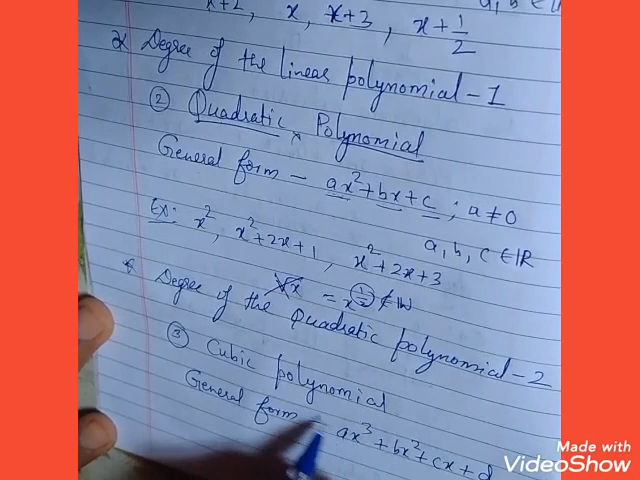 x+2, x, x+3, x+1/2
a, b ∈ R
* Degree of the linear polynomial - 1
② Quadratic Polynomial
General form - ax²+bx+c ; a≠0
a, b, c ∈ IR
Ex: x², x²+2x+1, x²+2x+3
√x = x^(1/2) ∉ W
* Degree of the Quadratic polynomial - 2
③ Cubic polynomial
General form - ax³+bx²+cx+d
Made with
VideoShow